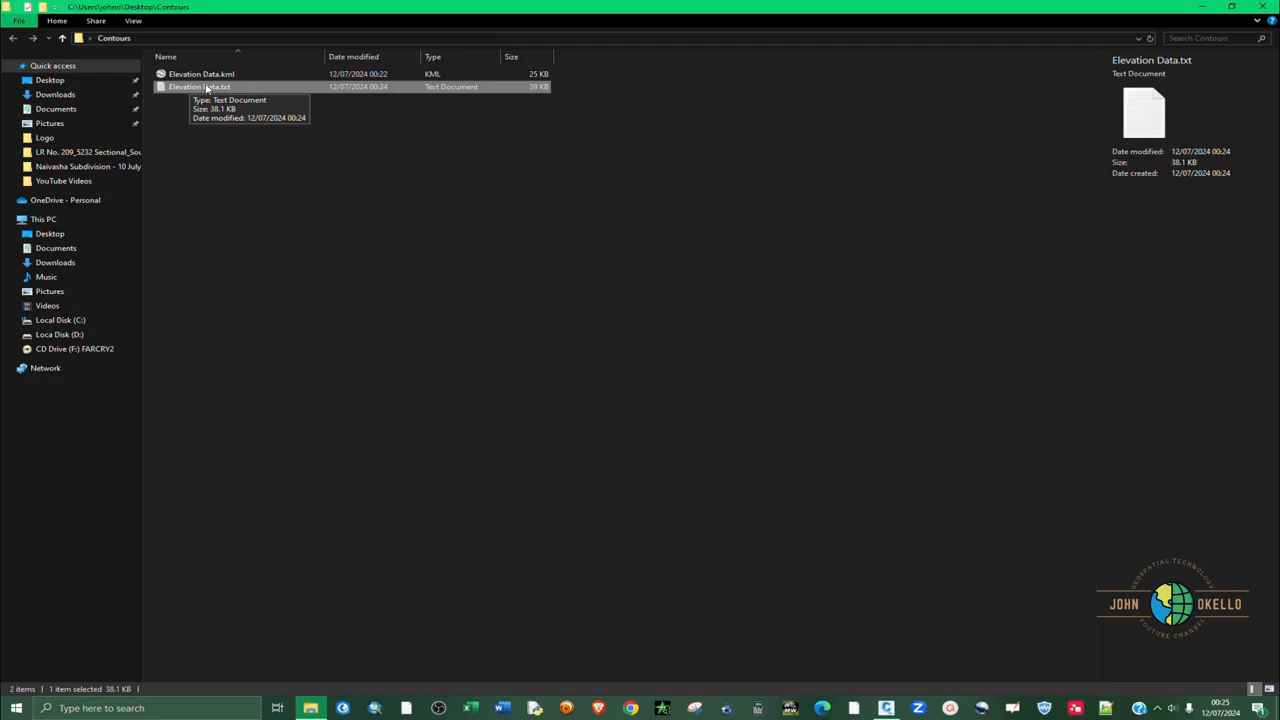 C:\Users\johno\Desktop\Contours
File Home Share View
Contours
Search Contours
Name Date modified Type Size
Elevation Data.kml 12/07/2024 00:22 KML 25 KB
Elevation Data.txt 12/07/2024 00:24 Text Document 39 KB
Type: Text Document
Size: 38.1 KB
Date modified: 12/07/2024 00:24
Quick access
Desktop
Downloads
Documents
Pictures
Logo
LR No. 209_5232 Sectional_Sou
Naivasha Subdivision - 10 July
YouTube Videos
OneDrive - Personal
This PC
Desktop
Documents
Downloads
Music
Pictures
Videos
Local Disk (C:)
Loca Disk (D:)
CD Drive (F:) FARCRY2
Network
Elevation Data.txt
Text Document
Date modified: 12/07/2024 00:24
Size: 38.1 KB
Date created: 12/07/2024 00:24
GEOSPATIAL TECHNOLOGY
JOHN OKELLO
YOUTUBE CHANNEL
2 items 1 item selected 38.1 KB
Type here to search
00:25
12/07/2024